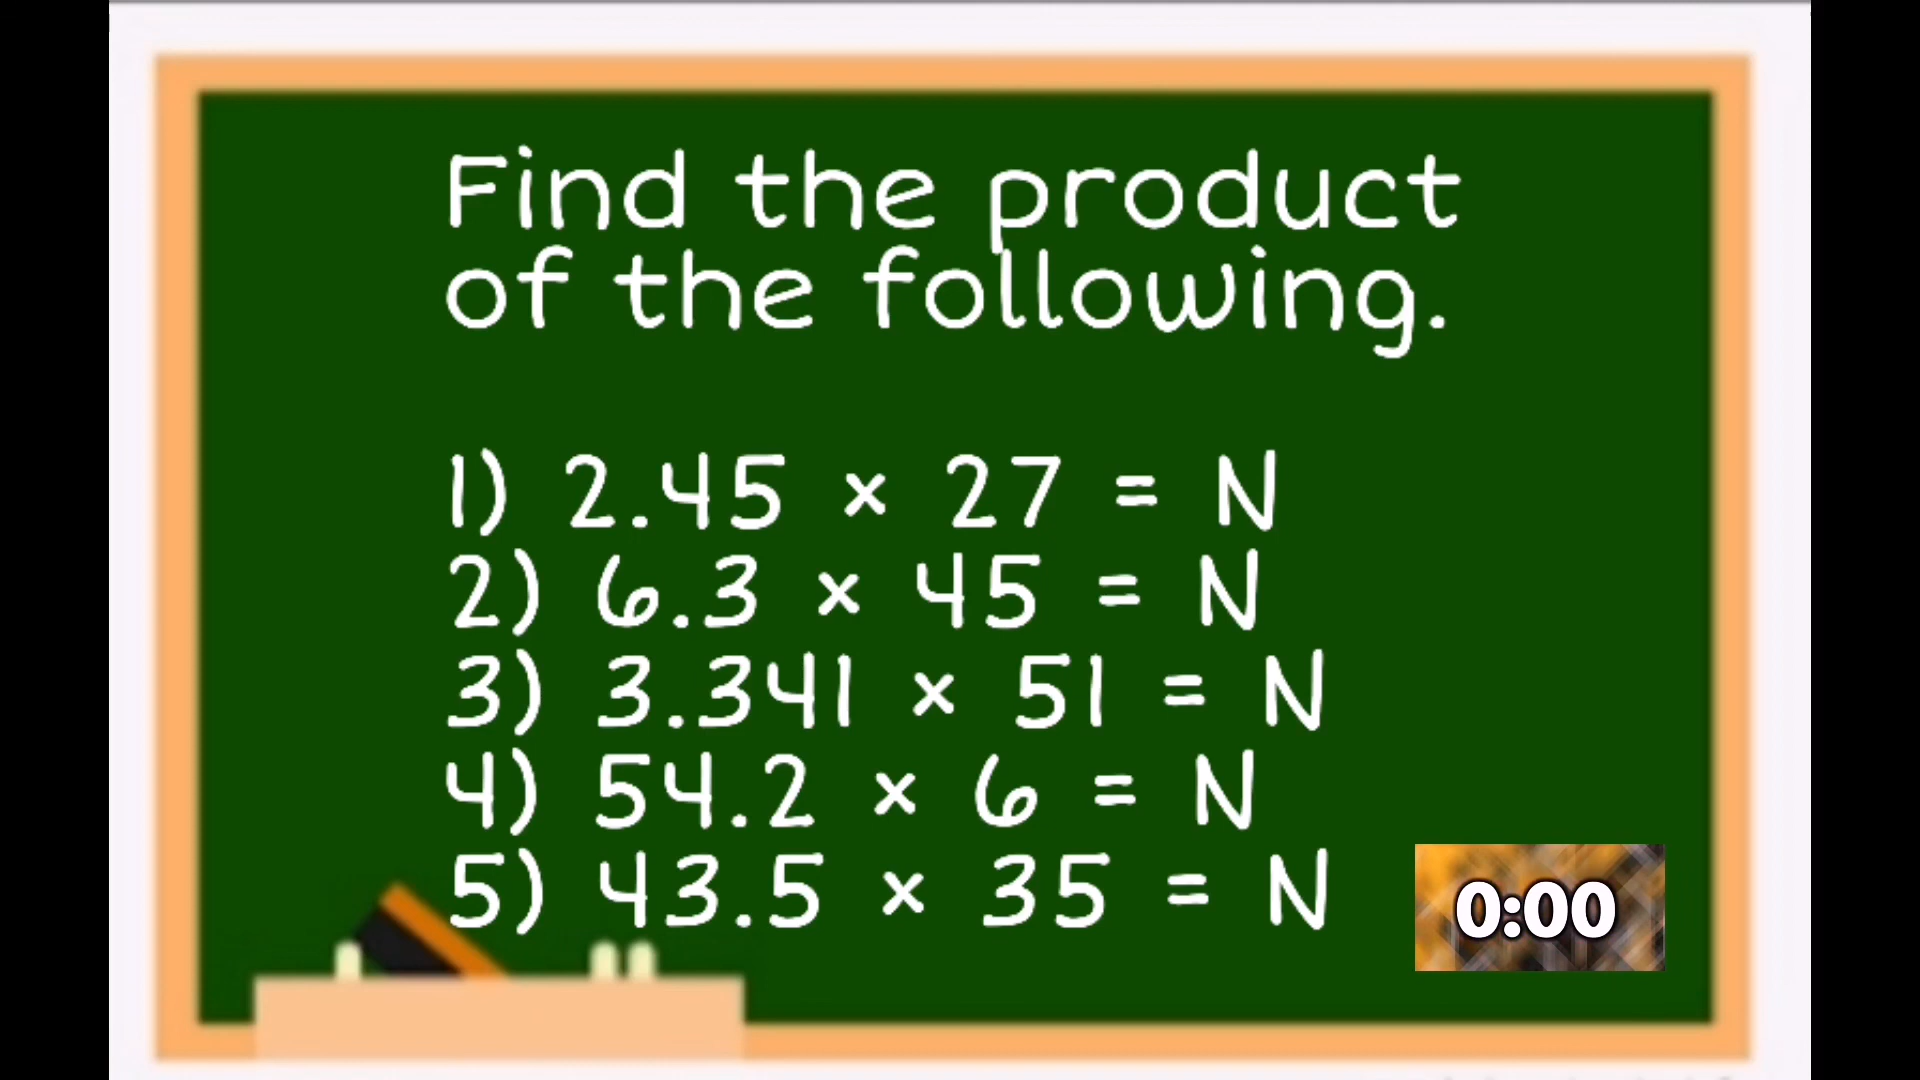 Find the product
of the following.
1) 2.45 × 27 = N
2) 6.3 × 45 = N
3) 3.341 × 51 = N
4) 54.2 × 6 = N
5) 43.5 × 35 = N
0:00